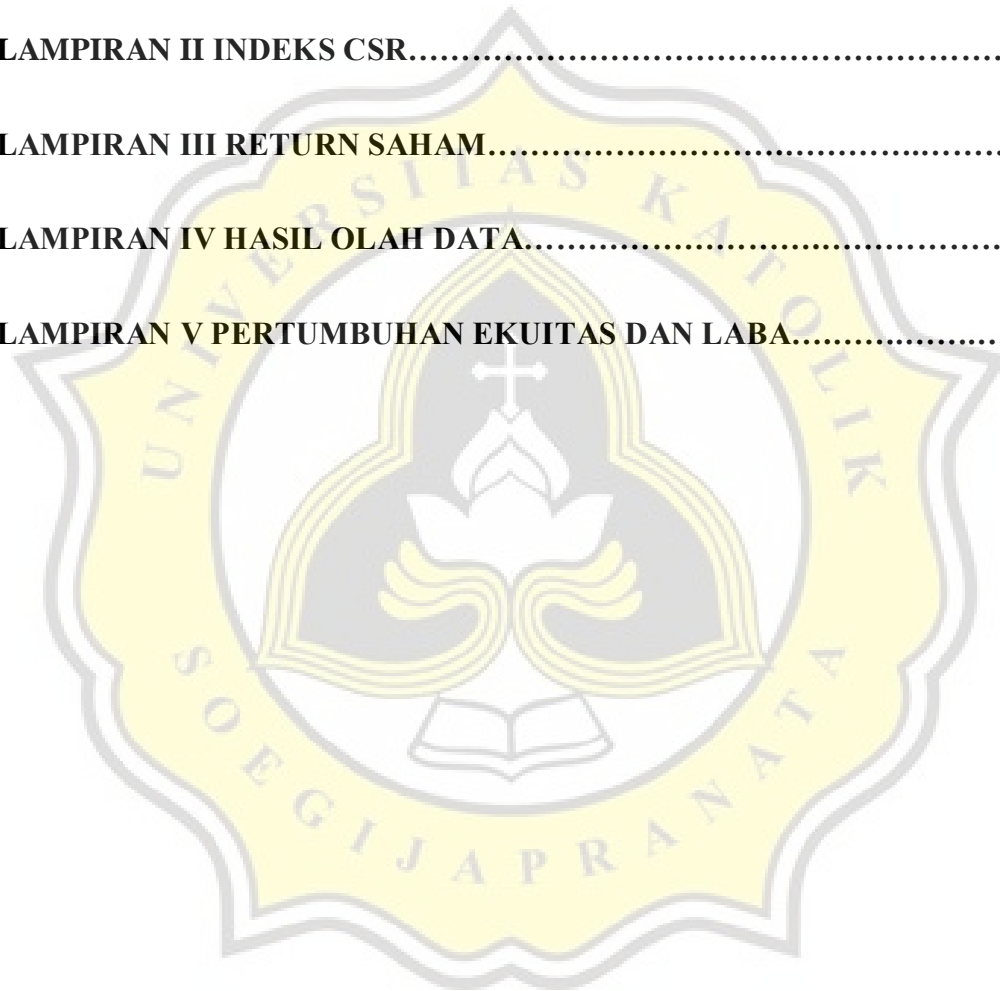 LAMPIRAN II INDEKS CSR……………………………..…………………
LAMPIRAN III RETURN SAHAM…………………………………..………
LAMPIRAN IV HASIL OLAH DATA……………………….………………
LAMPIRAN V PERTUMBUHAN EKUITAS DAN LABA………..………
UNIVERSITAS KATOLIK
SOEGIJAPRANATA